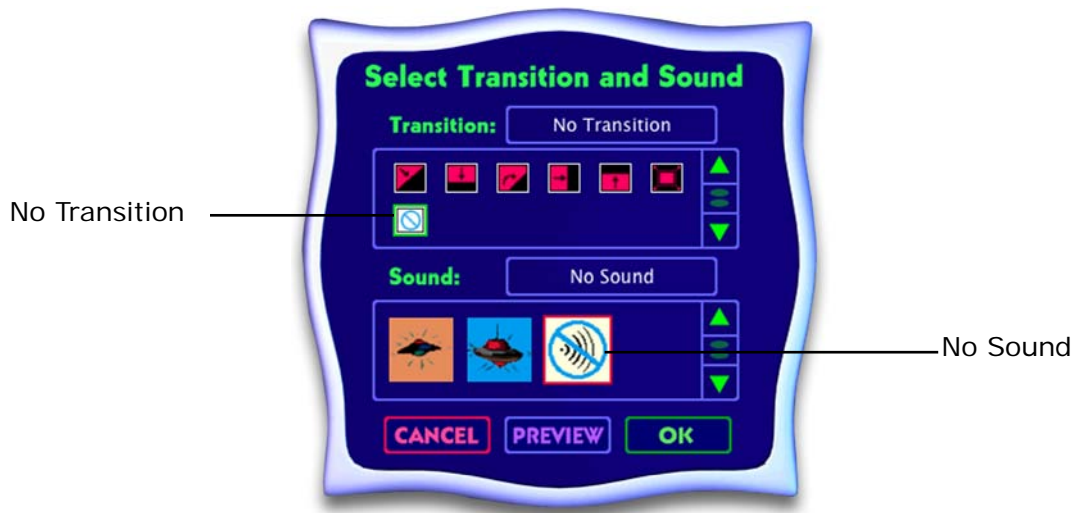 Select Transition and Sound
Transition: No Transition
No Transition
Sound: No Sound
No Sound
CANCEL PREVIEW OK